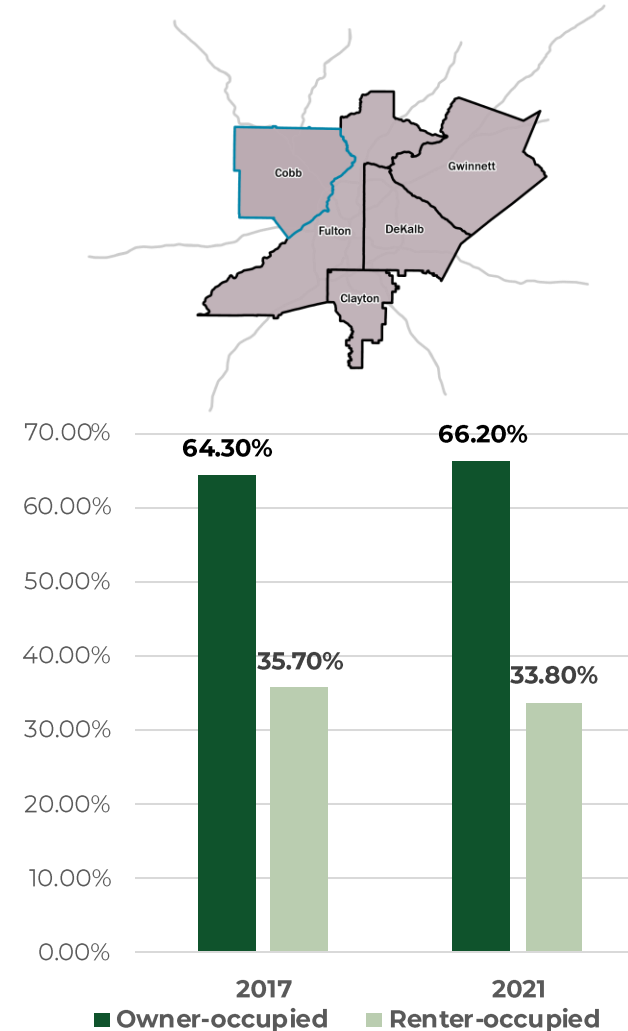 Cobb
Gwinnett
Fulton
DeKalb
Clayton
70.00%
64.30%
66.20%
60.00%
50.00%
40.00%
35.70%
33.80%
30.00%
20.00%
10.00%
0.00%
2017 2021
Owner-occupied Renter-occupied